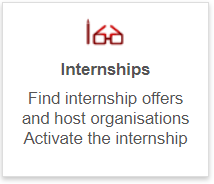 Internships
Find internship offers
and host organisations
Activate the internship